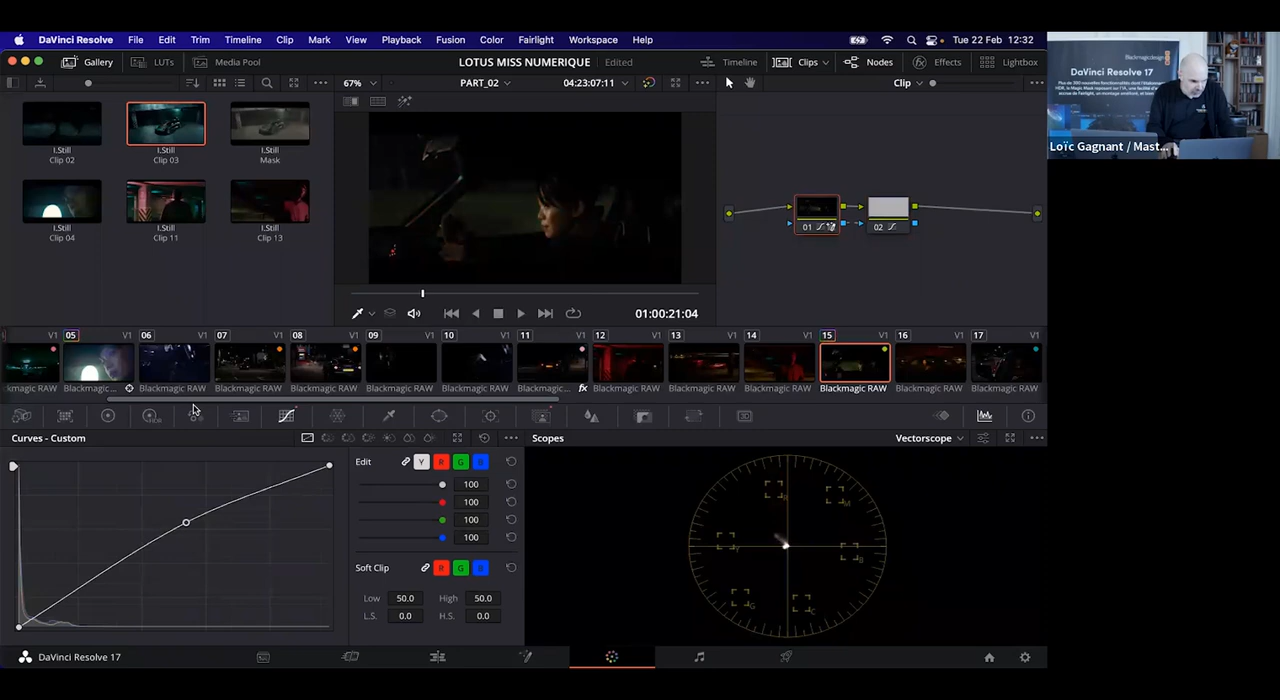 DaVinci Resolve File Edit Trim Timeline Clip Mark View Playback Fusion Color Fairlight Workspace Help Tue 22 Feb 12:32
Gallery LUTs Media Pool LOTUS MISS NUMERIQUE Edited Timeline Clips Nodes Effects Lightbox
67% PART_02 04:23:07:11 Clip
Blackmagicdesign
DaVinci Resolve 17
Loïc Gagnant / Mast...
I.Still I.Still I.Still
Clip 02 Clip 03 Mask
I.Still I.Still I.Still
Clip 04 Clip 11 Clip 13
01 02
01:00:21:04
V1 05 V1 06 V1 07 V1 08 V1 09 V1 10 V1 11 V1 12 V1 13 V1 14 V1 15 V1 16 V1 17 V1
kmagic RAW Blackmagic... Blackmagic RAW Blackmagic RAW Blackmagic RAW Blackmagic RAW Blackmagic RAW Blackmagic... fx Blackmagic RAW Blackmagic RAW Blackmagic RAW Blackmagic RAW Blackmagic RAW Blackmagic RAW
HDR
Curves - Custom Scopes Vectorscope
Edit Y R G B
100
100
100
100
Soft Clip R G B
Low 50.0 High 50.0
L.S. 0.0 H.S. 0.0
R M
Y B
G C
DaVinci Resolve 17